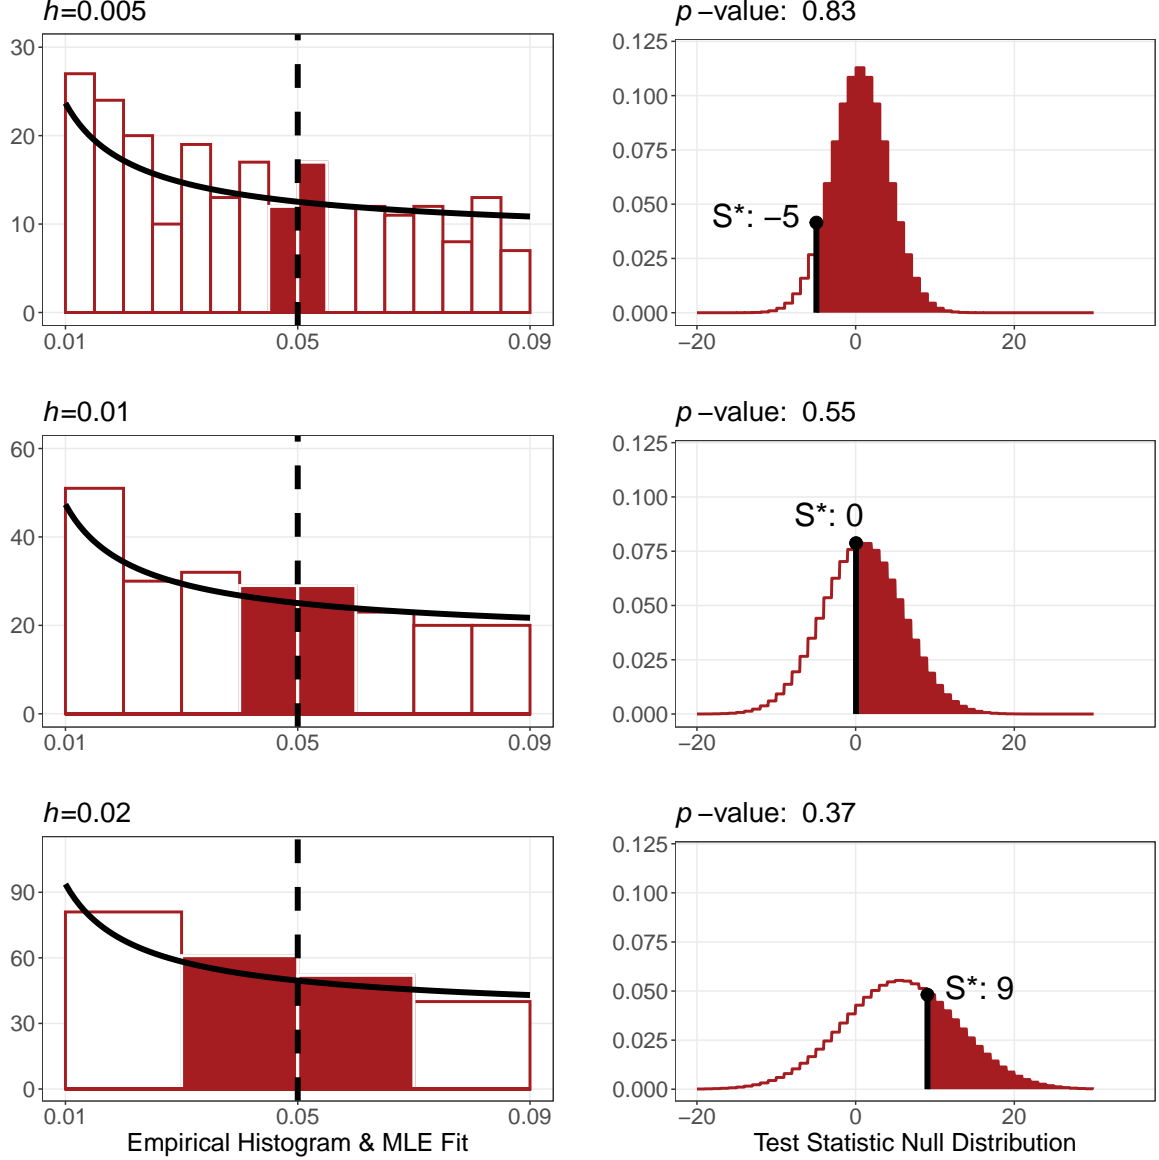 h=0.005
30
20
10
0
0.01 0.05 0.09
p –value: 0.83
0.125
0.100
0.075
0.050
0.025
0.000
S*: −5
−20 0 20
h=0.01
60
40
20
0
0.01 0.05 0.09
p –value: 0.55
0.125
0.100
0.075
0.050
0.025
0.000
S*: 0
−20 0 20
h=0.02
90
60
30
0
0.01 0.05 0.09
Empirical Histogram & MLE Fit
p –value: 0.37
0.125
0.100
0.075
0.050
0.025
0.000
S*: 9
−20 0 20
Test Statistic Null Distribution